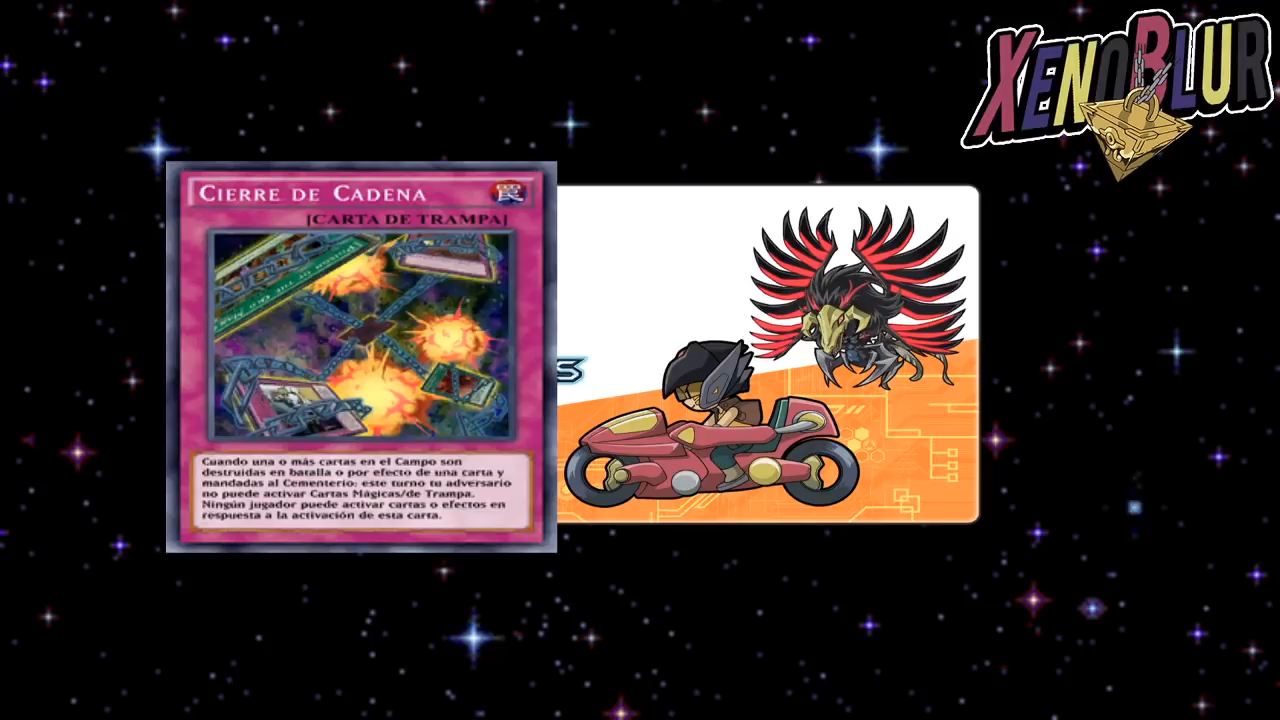 XENOBLUR
CIERRE DE CADENA
[CARTA DE TRAMPA]
Cuando una o más cartas en el Campo son
destruidas en batalla o por efecto de una carta y
mandadas al Cementerio: este turno tu adversario
no puede activar Cartas Mágicas/de Trampa.
Ningún jugador puede activar cartas o efectos en
respuesta a la activación de esta carta.